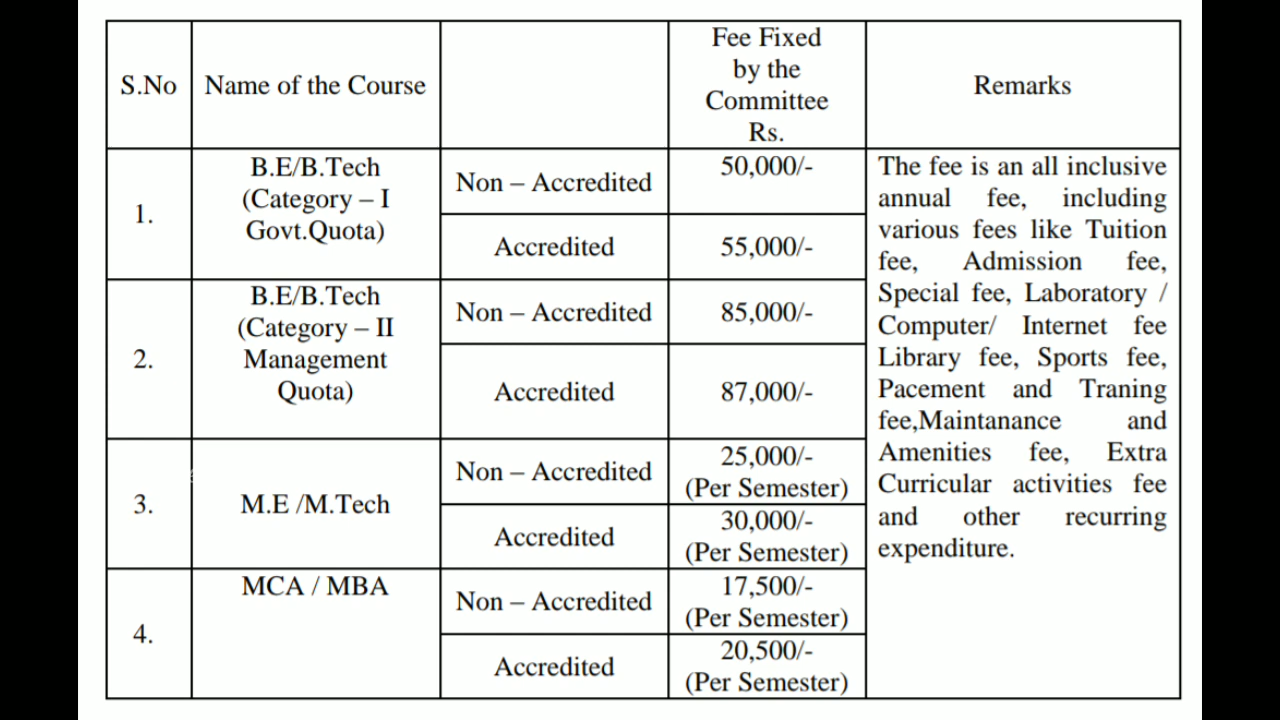 S.No
Name of the Course
Fee Fixed
by the
Committee
Rs.
Remarks
1.
B.E/B.Tech
(Category – I
Govt.Quota)
Non – Accredited
50,000/-
Accredited
55,000/-
2.
B.E/B.Tech
(Category – II
Management
Quota)
Non – Accredited
85,000/-
Accredited
87,000/-
3.
M.E /M.Tech
Non – Accredited
25,000/-
(Per Semester)
Accredited
30,000/-
(Per Semester)
4.
MCA / MBA
Non – Accredited
17,500/-
(Per Semester)
Accredited
20,500/-
(Per Semester)
The fee is an all inclusive
annual fee, including
various fees like Tuition
fee, Admission fee,
Special fee, Laboratory /
Computer/ Internet fee
Library fee, Sports fee,
Pacement and Traning
fee,Maintanance and
Amenities fee, Extra
Curricular activities fee
and other recurring
expenditure.